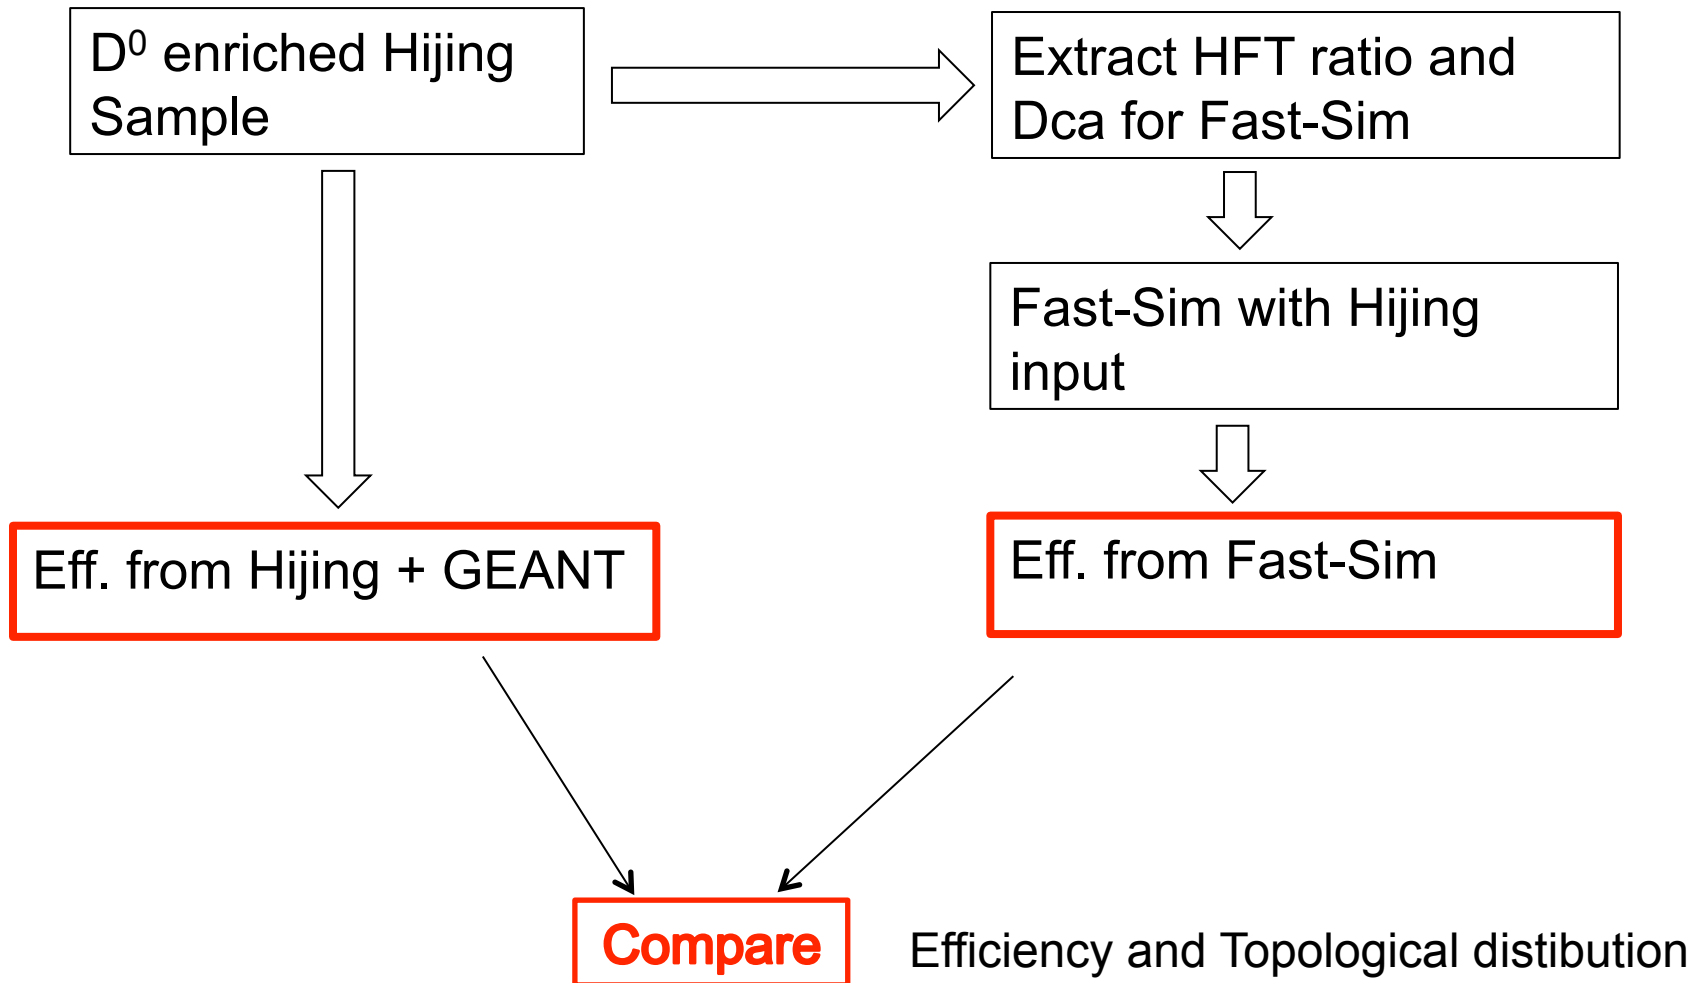 D⁰ enriched Hijing
Sample
Extract HFT ratio and
Dca for Fast-Sim
Fast-Sim with Hijing
input
Eff. from Hijing + GEANT
Eff. from Fast-Sim
Compare
Efficiency and Topological distibution